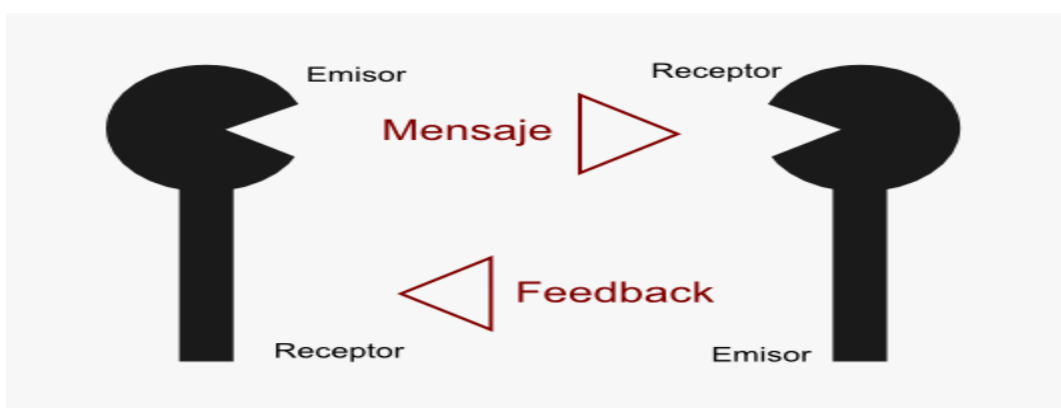 Emisor
Receptor
Mensaje
Feedback
Receptor
Emisor